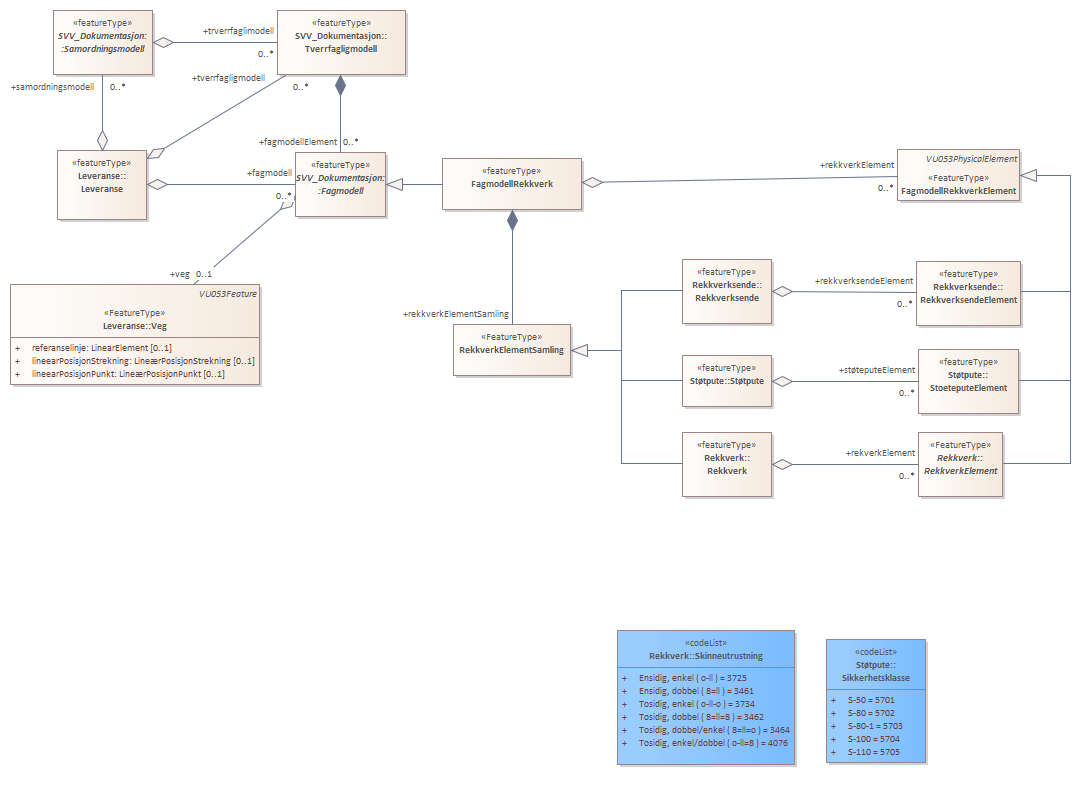 «featureType»
SVV_Dokumentasjon:
:Samordningsmodell
+trverrfaglimodell
0..*
«featureType»
SVV_Dokumentasjon::
Tverrfagligmodell
+samordningsmodell
0..*
+tverrfagligmodell
0..*
«featureType»
Leveranse::
Leveranse
+fagmodellElement
0..*
+fagmodell
0..*
«featureType»
SVV_Dokumentasjon:
:Fagmodell
«featureType»
FagmodellRekkverk
+rekkverkElement
0..*
VU053PhysicalElement
«FeatureType»
FagmodellRekkverkElement
+veg 0..1
VU053Feature
«FeatureType»
Leveranse::Veg
+ referanselinje: LinearElement [0..1]
+ lineearPosisjonStrekning: LineærPosisjonStrekning [0..1]
+ lineearPosisjonPunkt: LineærPosisjonPunkt [0..1]
+rekkverkElementSamling
«FeatureType»
RekkverkElementSamling
«featureType»
Rekkverksende::
Rekkverksende
+rekkverksendeElement
0..*
«featureType»
Rekkverksende::
RekkverksendeElement
«featureType»
Støtpute::Støtpute
+støteputeElement
0..*
«featureType»
Støtpute::
StoeteputeElement
«featureType»
Rekkverk::
Rekkverk
+rekverkElement
0..*
«FeatureType»
Rekkverk::
RekkverkElement
«codeList»
Rekkverk::Skinneutrustning
+ Ensidig, enkel ( o-ll ) = 3725
+ Ensidig, dobbel ( 8=ll ) = 3461
+ Tosidig, enkel ( o-ll-o ) = 3734
+ Tosidig, dobbel ( 8=ll=8 ) = 3462
+ Tosidig, dobbel/enkel ( 8=ll=o ) = 3464
+ Tosidig, enkel/dobbel ( o-ll=8 ) = 4076
«codeList»
Støtpute::
Sikkerhetsklasse
+ S-50 = 5701
+ S-80 = 5702
+ S-80-1 = 5703
+ S-100 = 5704
+ S-110 = 5705